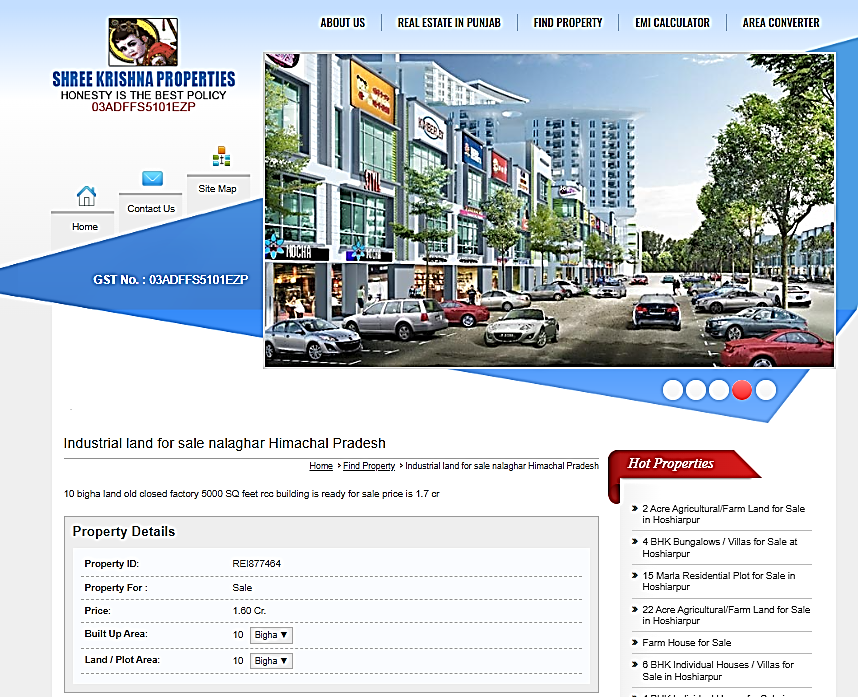 ABOUT US
REAL ESTATE IN PUNJAB
FIND PROPERTY
EMI CALCULATOR
AREA CONVERTER
SHREE KRISHNA PROPERTIES
HONESTY IS THE BEST POLICY
03ADFFS5101EZP
Site Map
Contact Us
Home
GST No. : 03ADFFS5101EZP
NOCHA
Industrial land for sale nalaghar Himachal Pradesh
Home > Find Property > Industrial land for sale nalaghar Himachal Pradesh
10 bigha land old closed factory 5000 SQ feet rcc building is ready for sale price is 1.7 cr
Property Details
Property ID: REI877464
Property For : Sale
Price: 1.60 Cr.
Built Up Area: 10 Bigha ▼
Land / Plot Area: 10 Bigha ▼
Hot Properties
2 Acre Agricultural/Farm Land for Sale
in Hoshiarpur
4 BHK Bungalows / Villas for Sale at
Hoshiarpur
15 Marla Residential Plot for Sale in
Hoshiarpur
22 Acre Agricultural/Farm Land for Sale
in Hoshiarpur
Farm House for Sale
6 BHK Individual Houses / Villas for
Sale in Hoshiarpur